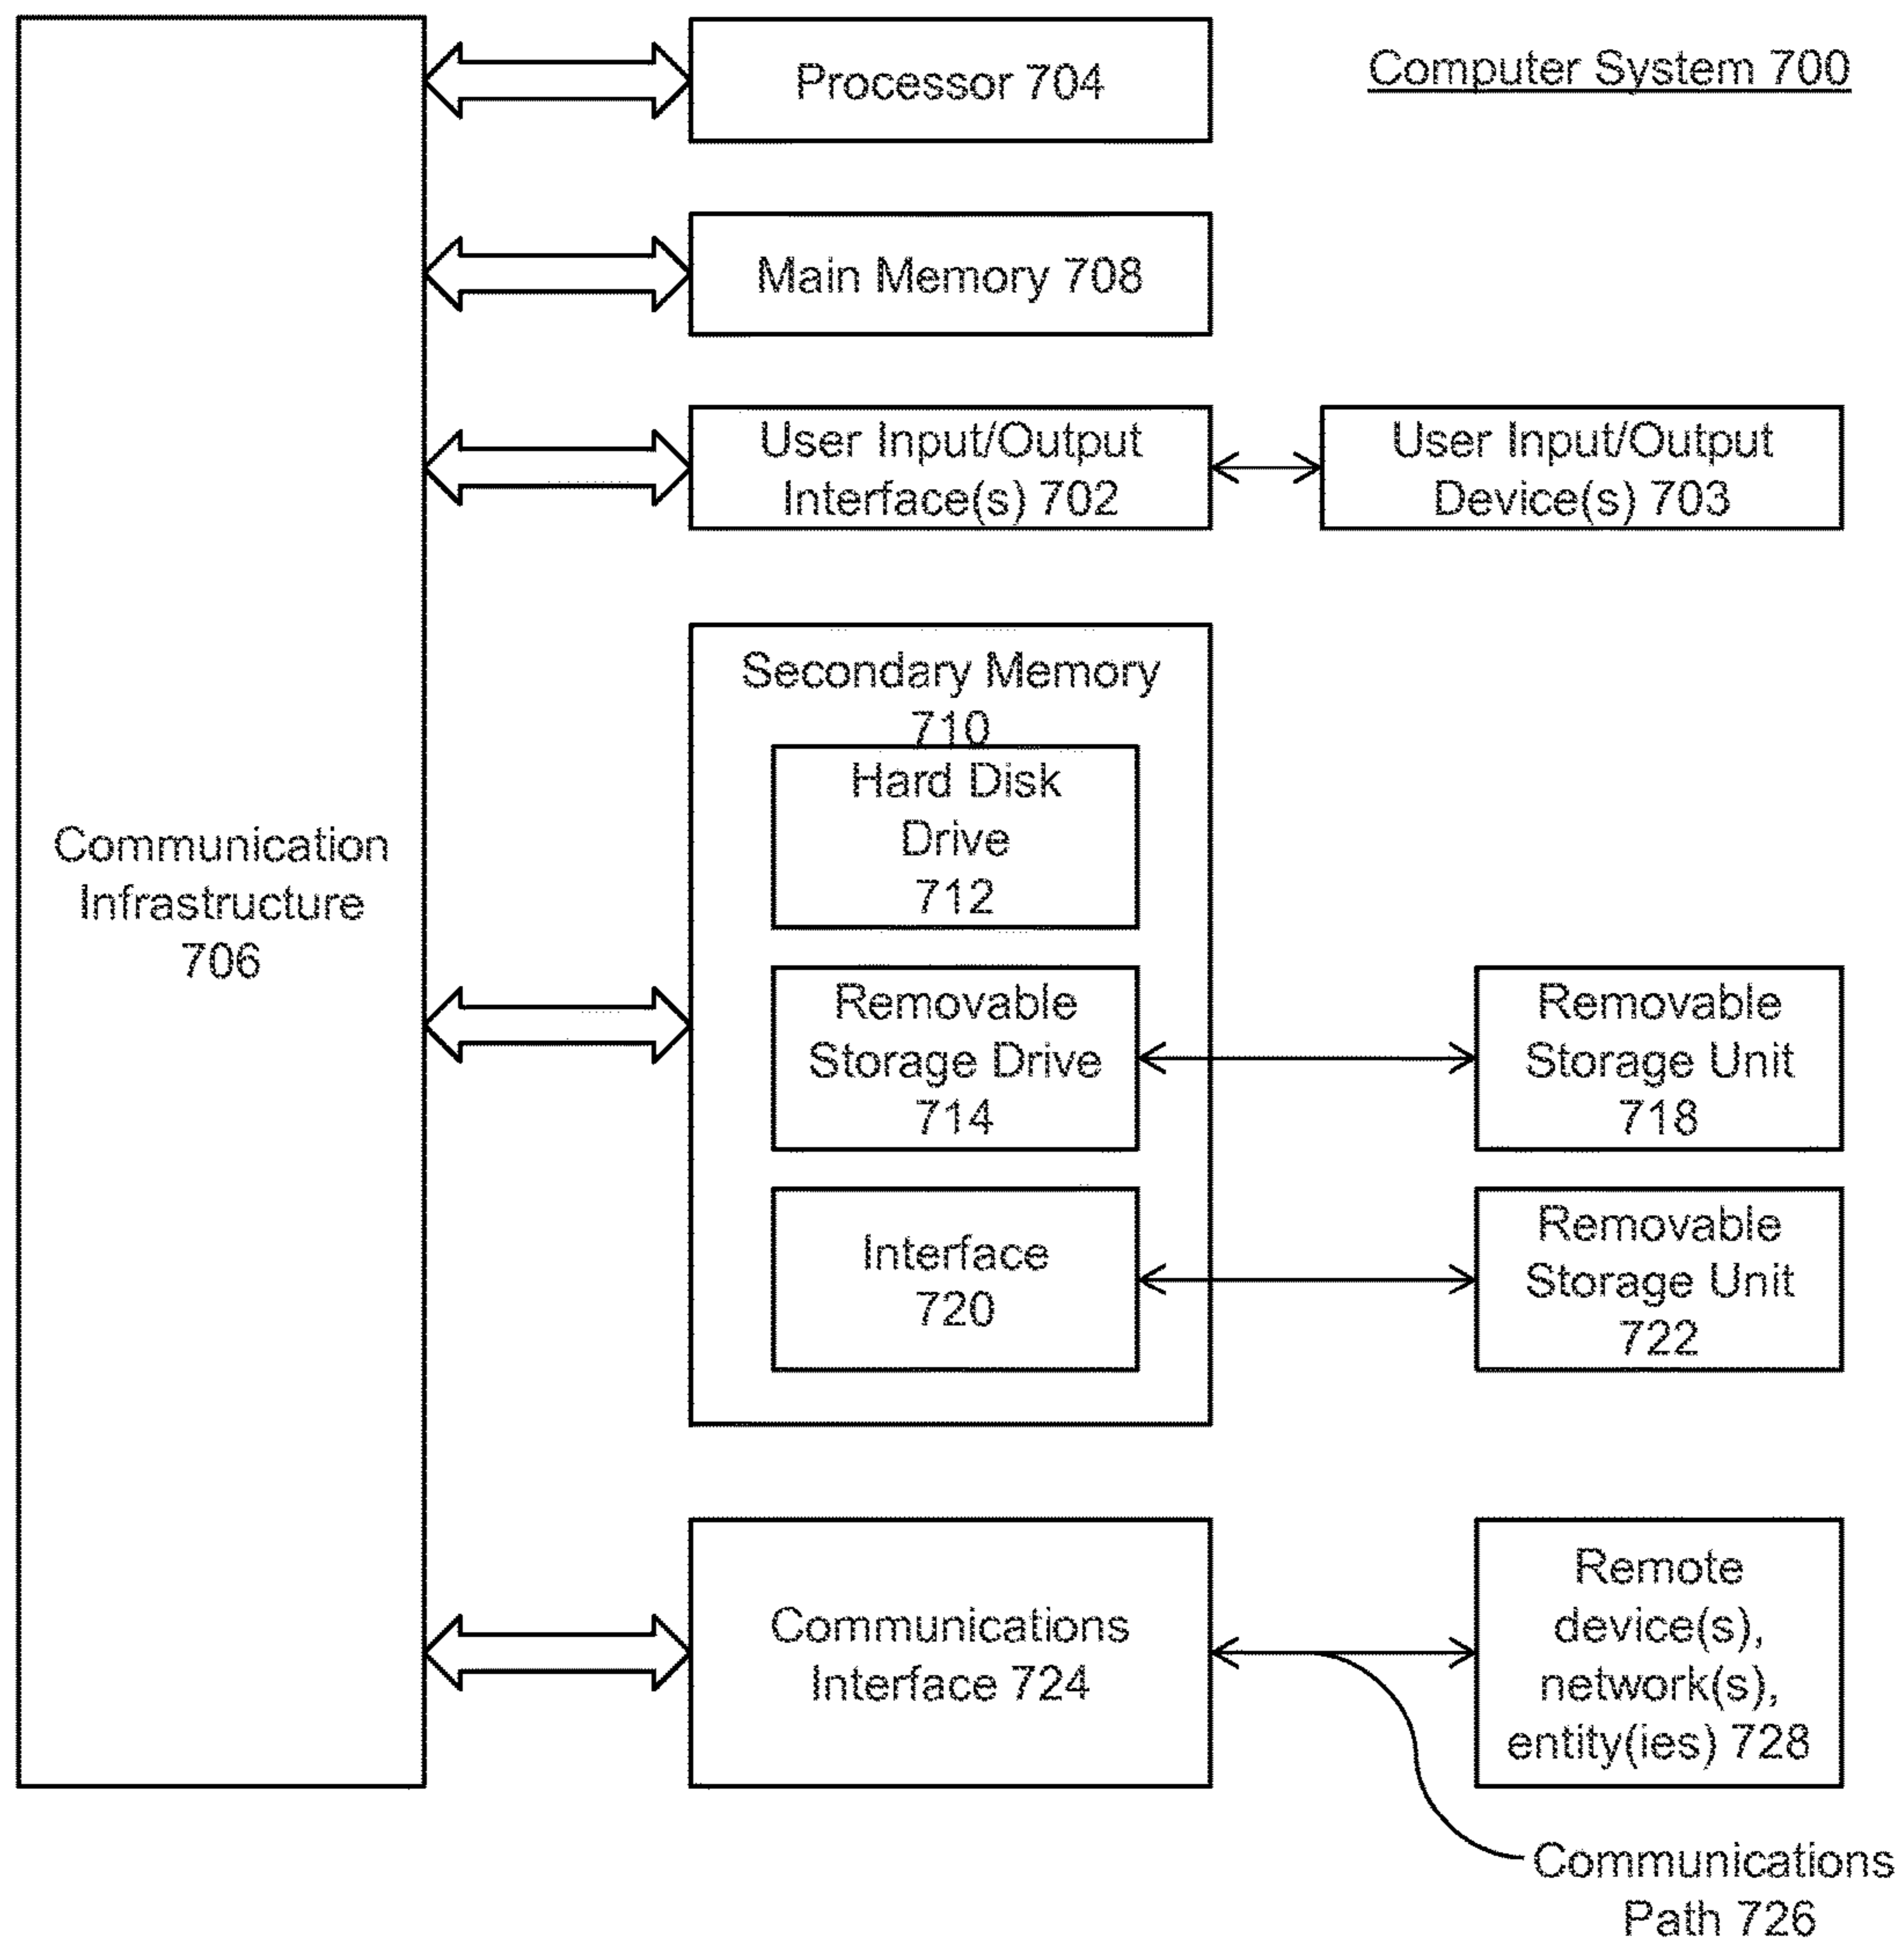 Computer System 700
Processor 704
Main Memory 708
User Input/Output
Interface(s) 702
User Input/Output
Device(s) 703
Communication
Infrastructure
706
Secondary Memory
710
Hard Disk
Drive
712
Removable
Storage Drive
714
Removable
Storage Unit
718
Interface
720
Removable
Storage Unit
722
Communications
Interface 724
Remote
device(s),
network(s),
entity(ies) 728
Communications
Path 726